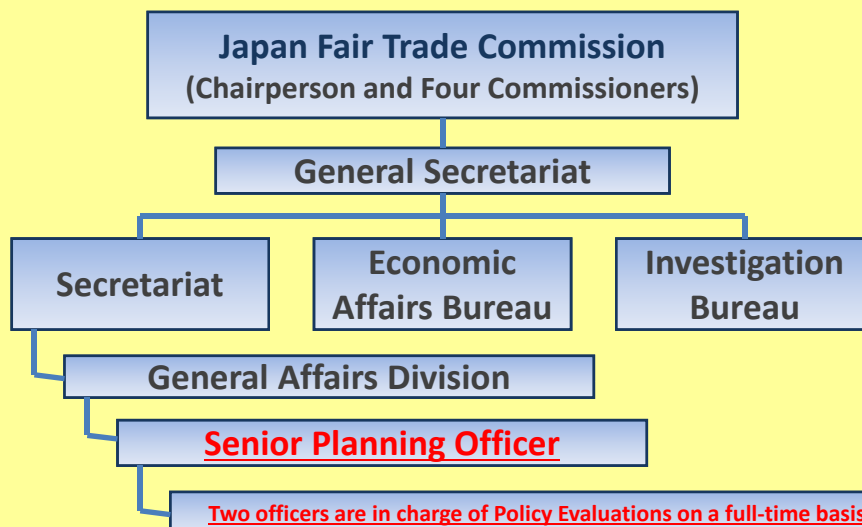 Japan Fair Trade Commission
(Chairperson and Four Commissioners)
General Secretariat
Secretariat
Economic
Affairs Bureau
Investigation
Bureau
General Affairs Division
Senior Planning Officer
Two officers are in charge of Policy Evaluations on a full-time basis